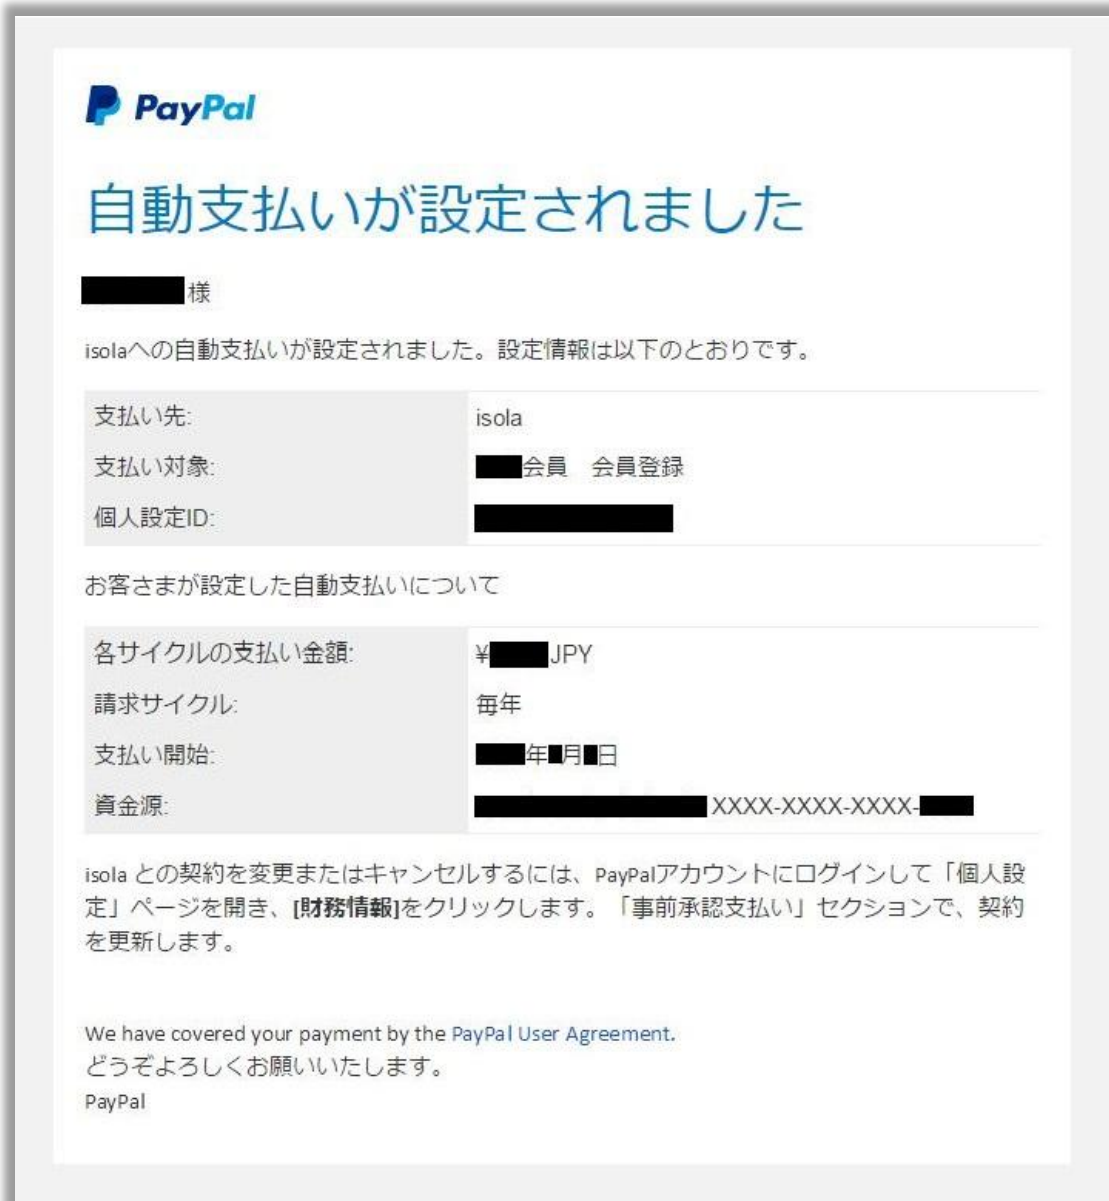 PayPal
自動支払いが設定されました
様
isolaへの自動支払いが設定されました。設定情報は以下のとおりです。
支払い先: isola
支払い対象: 会員　会員登録
個人設定ID:
お客さまが設定した自動支払いについて
各サイクルの支払い金額: ¥ JPY
請求サイクル: 毎年
支払い開始: 年 月 日
資金源: XXXX-XXXX-XXXX-
isola との契約を変更またはキャンセルするには、PayPalアカウントにログインして「個人設
定」ページを開き、[財務情報]をクリックします。「事前承認支払い」セクションで、契約
を更新します。
We have covered your payment by the PayPal User Agreement.
どうぞよろしくお願いいたします。
PayPal